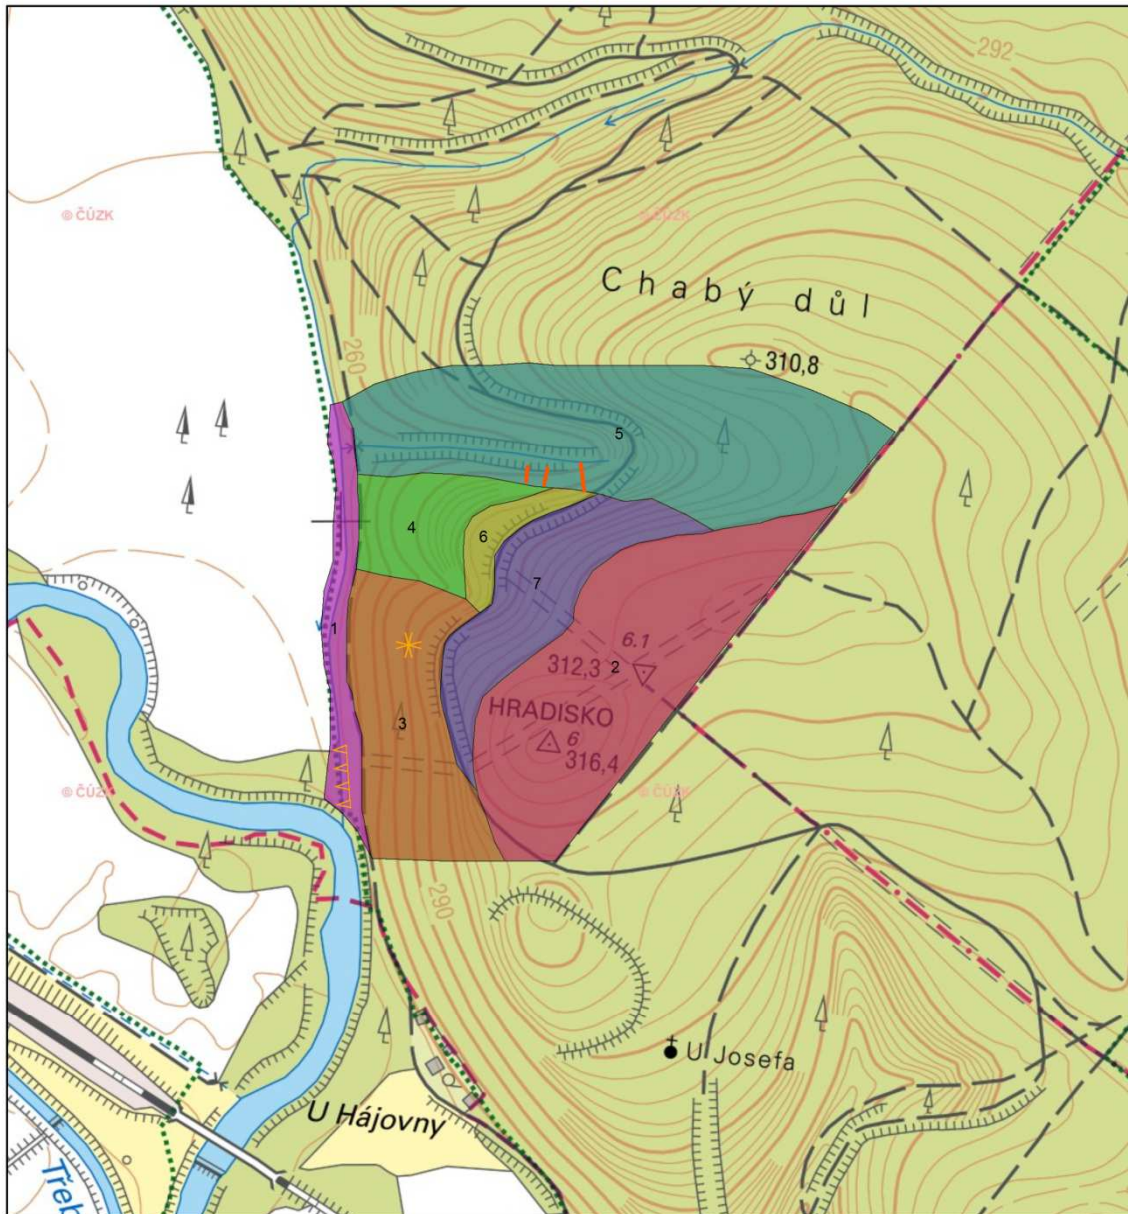 292
© ČÚZK
© ČÚZK
Chabý důl
260
310,8
5
4
6
7
1
6.1
312,3
2
HRADISKO
3
6
316,4
© ČÚZK
© ČÚZK
290
U Josefa
U Hájovny
Třeb